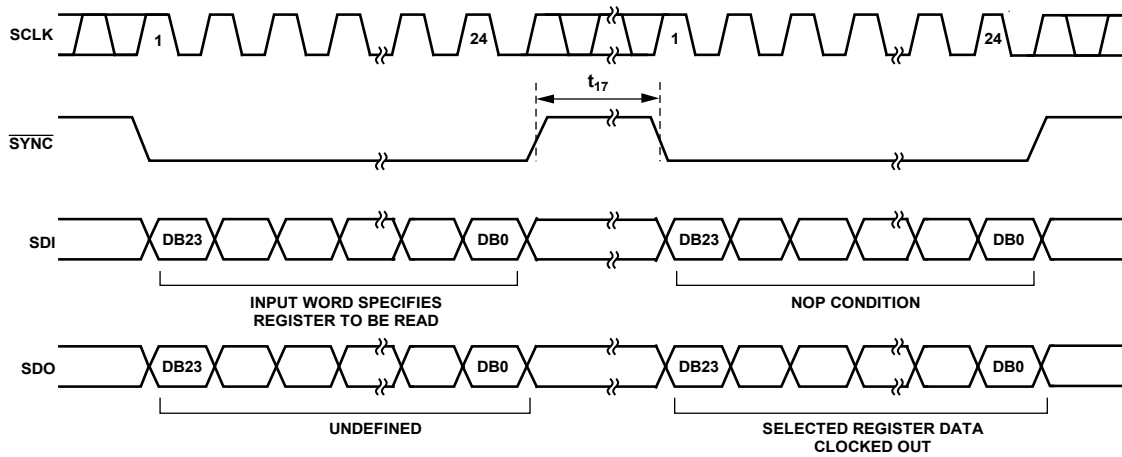 SCLK
1
24
1
24
t17
SYNC
SDI
DB23
DB0
DB23
DB0
INPUT WORD SPECIFIES
REGISTER TO BE READ
NOP CONDITION
SDO
DB23
DB0
DB23
DB0
UNDEFINED
SELECTED REGISTER DATA
CLOCKED OUT